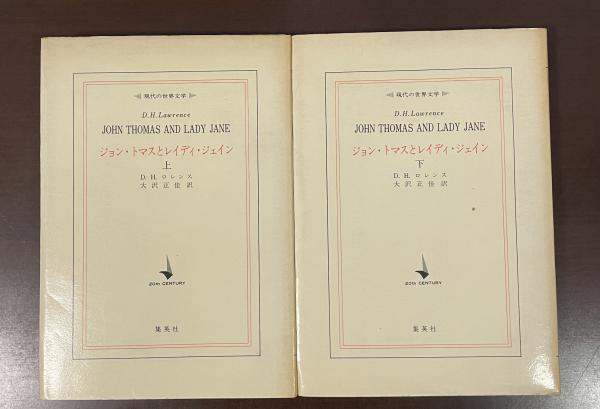 現代の世界文学
D.H.Lawrence
JOHN THOMAS AND LADY JANE
ジョン・トマスとレイディ・ジェイン
上
D. H. ロレンス
大沢正佳訳
20th CENTURY
集英社
現代の世界文学
D.H.Lawrence
JOHN THOMAS AND LADY JANE
ジョン・トマスとレイディ・ジェイン
下
D. H. ロレンス
大沢正佳訳
20th CENTURY
集英社